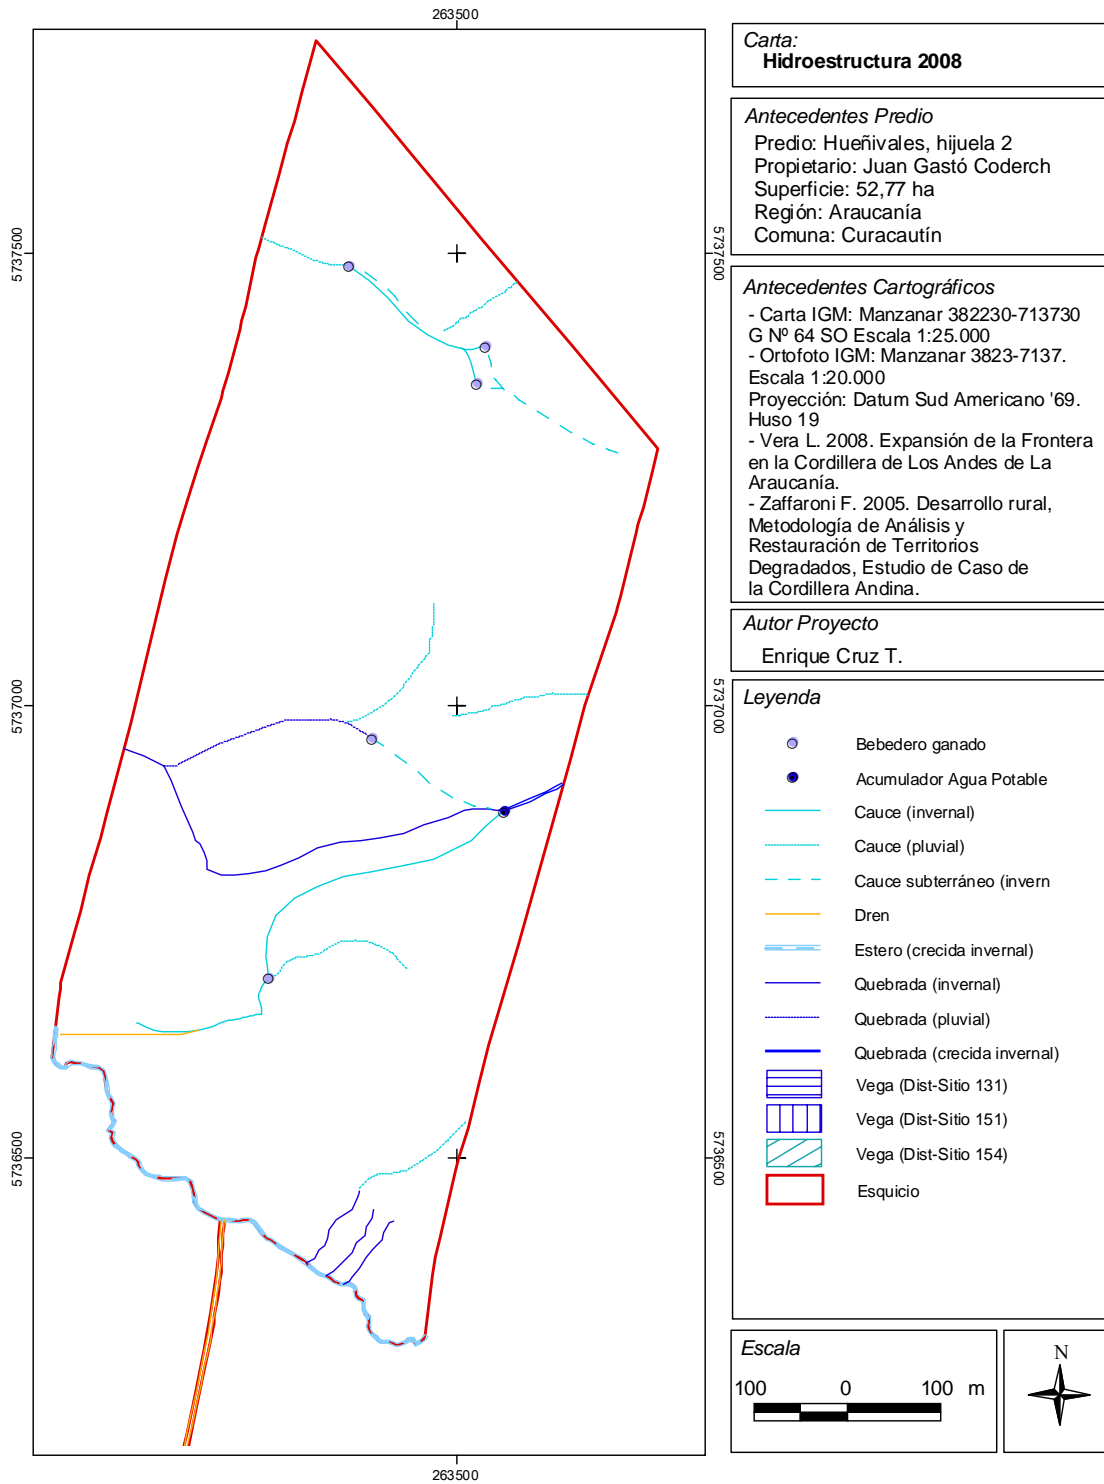 263500
Carta:
Hidroestructura 2008
Antecedentes Predio
Predio: Hueñivales, hijuela 2
Propietario: Juan Gastó Coderch
Superficie: 52,77 ha
Región: Araucanía
Comuna: Curacautín
5737500
5737500
Antecedentes Cartográficos
- Carta IGM: Manzanar 382230-713730
G Nº 64 SO Escala 1:25.000
- Ortofoto IGM: Manzanar 3823-7137.
Escala 1:20.000
Proyección: Datum Sud Americano '69.
Huso 19
- Vera L. 2008. Expansión de la Frontera
en la Cordillera de Los Andes de La
Araucanía.
- Zaffaroni F. 2005. Desarrollo rural,
Metodología de Análisis y
Restauración de Territorios
Degradados, Estudio de Caso de
la Cordillera Andina.
Autor Proyecto
Enrique Cruz T.
5737000
5737000
Leyenda
Bebedero ganado
Acumulador Agua Potable
Cauce (invernal)
Cauce (pluvial)
Cauce subterráneo (invern
Dren
Estero (crecida invernal)
Quebrada (invernal)
Quebrada (pluvial)
Quebrada (crecida invernal)
Vega (Dist-Sitio 131)
Vega (Dist-Sitio 151)
Vega (Dist-Sitio 154)
Esquicio
5736500
5736500
Escala
100 0 100 m
N
263500